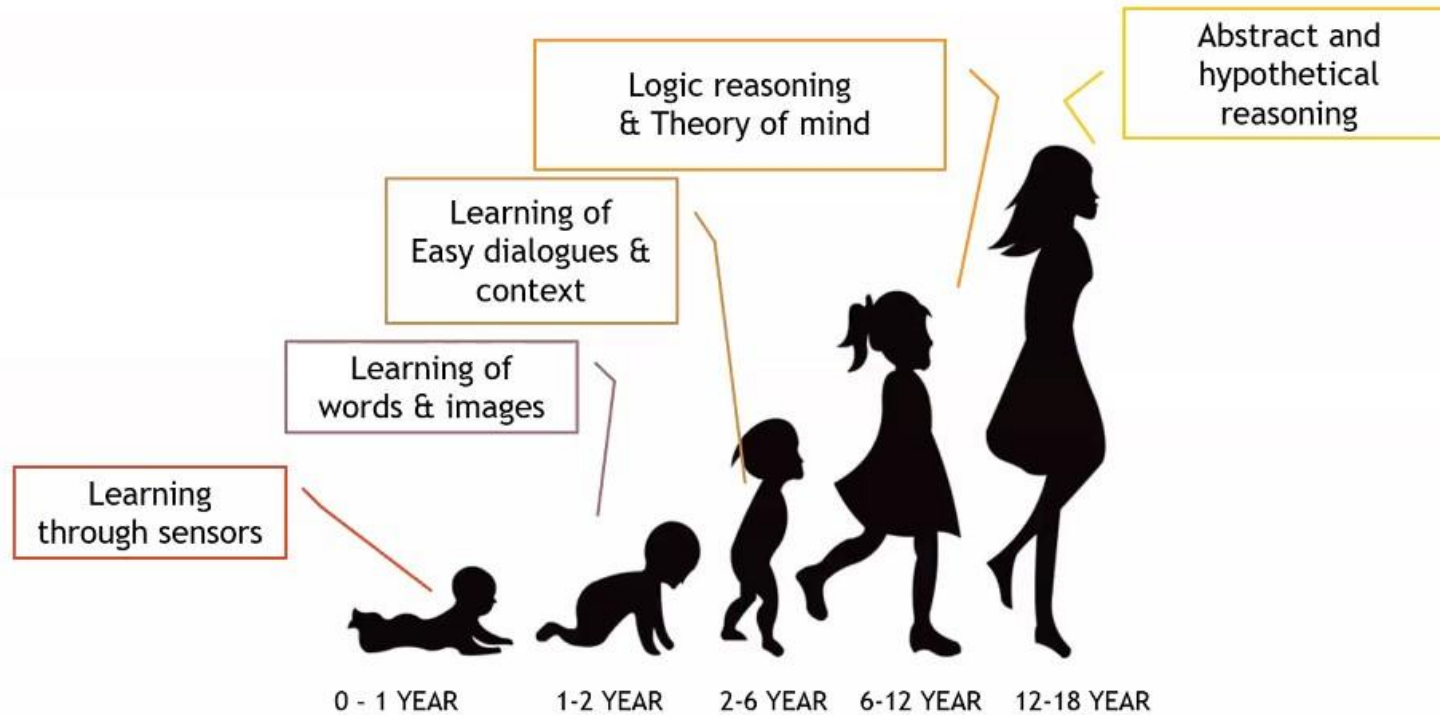 Abstract and
hypothetical
reasoning
Logic reasoning
& Theory of mind
Learning of
Easy dialogues &
context
Learning of
words & images
Learning
through sensors
0 - 1 YEAR
1-2 YEAR
2-6 YEAR
6-12 YEAR
12-18 YEAR